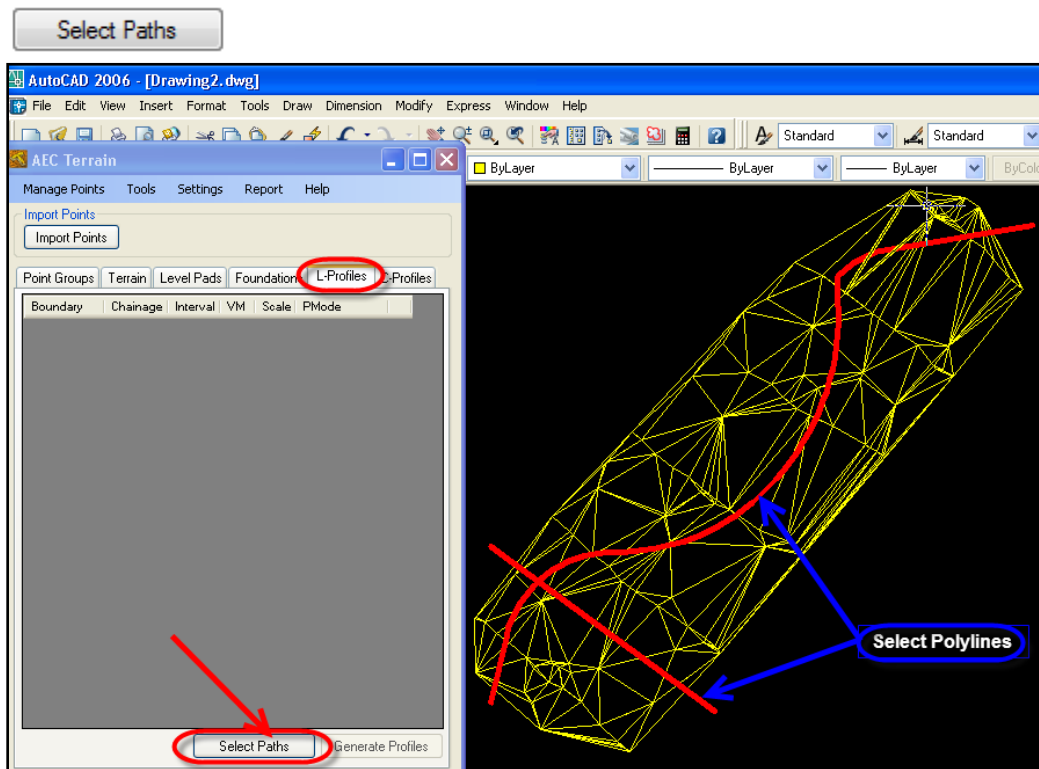 Select Paths
AutoCAD 2006 - [Drawing2.dwg]
File Edit View Insert Format Tools Draw Dimension Modify Express Window Help
Standard Standard
AEC Terrain
ByLayer ByLayer ByLayer
Manage Points Tools Settings Report Help
Import Points
Import Points
Point Groups Terrain Level Pads Foundation L-Profiles C-Profiles
Boundary Chainage Interval VM Scale PMode
Select Polylines
Select Paths Generate Profiles